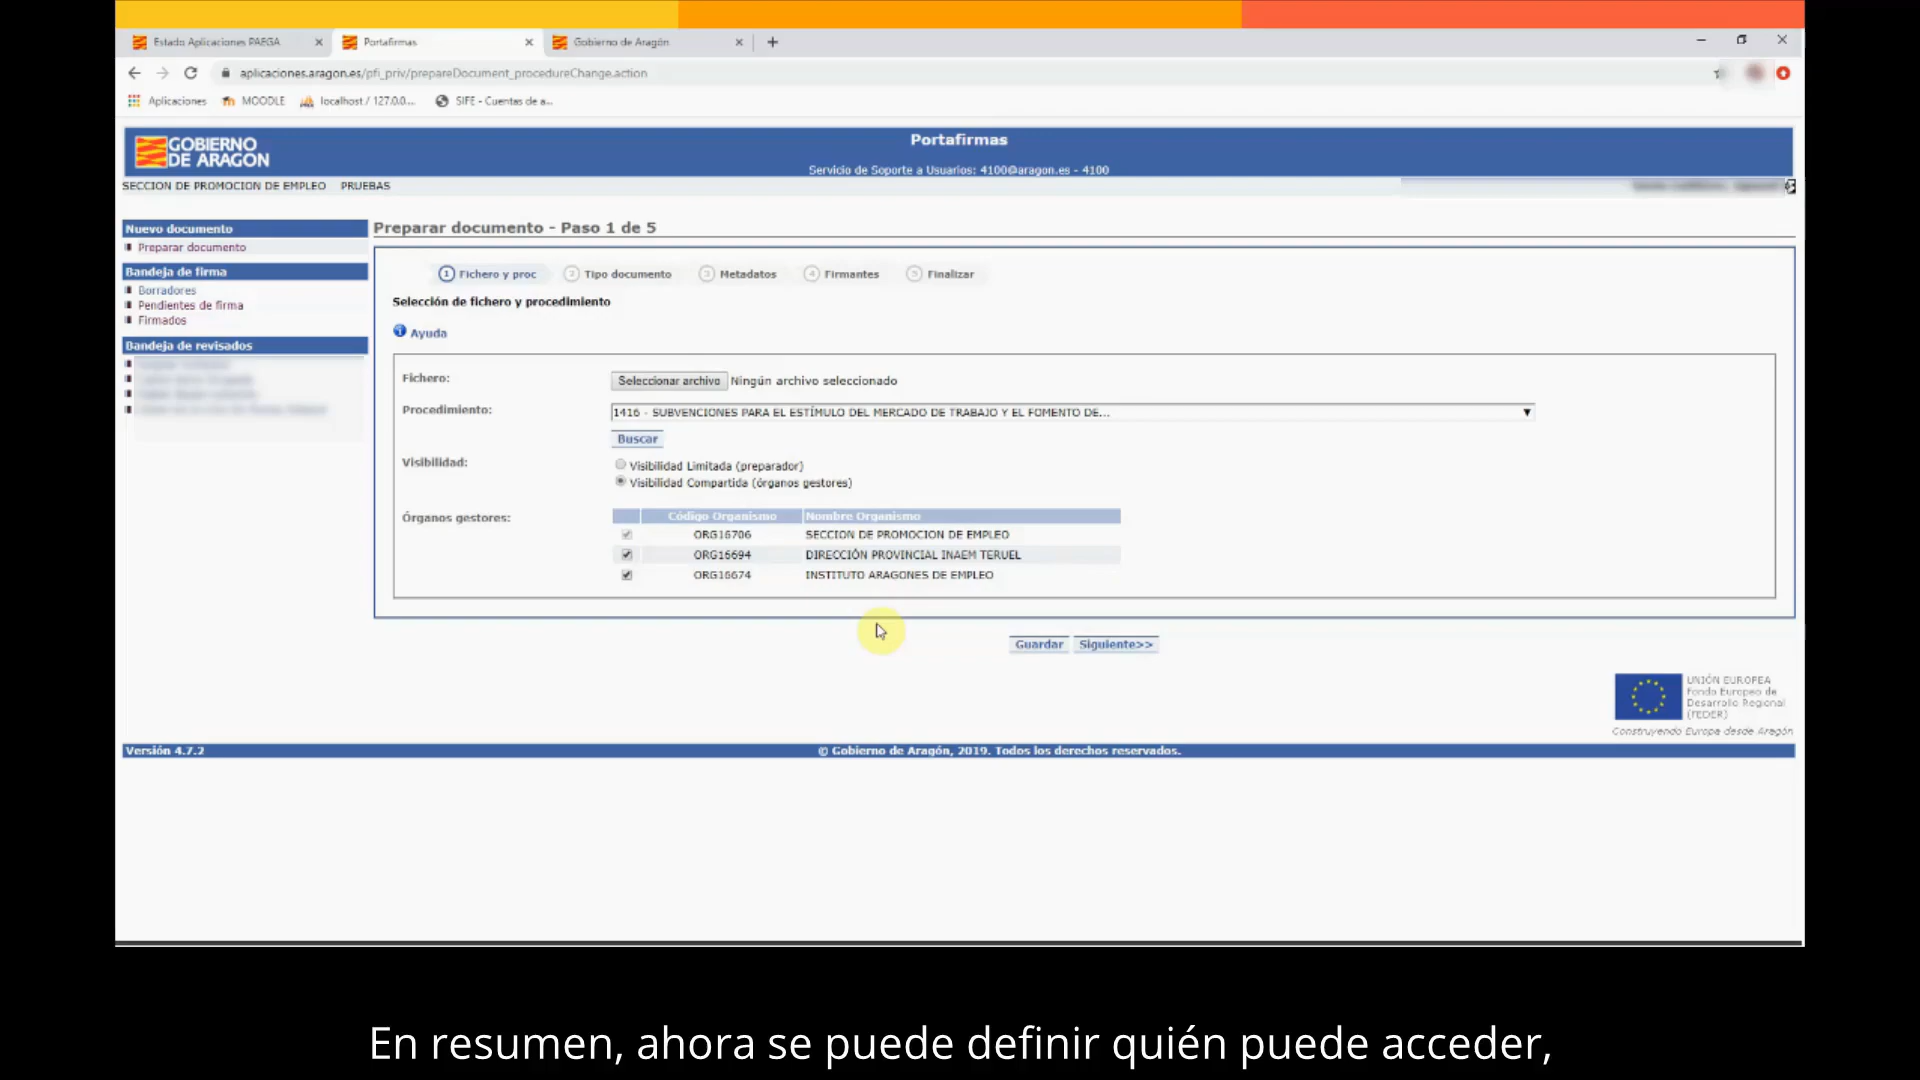 Estado Aplicaciones PAEGA
Portafirmas
Gobierno de Aragón
aplicaciones.aragon.es/pfi_priv/prepareDocument_procedureChange.action
Aplicaciones MOODLE localhost / 127.0.0... SIFE - Cuentas de a...
GOBIERNO
DE ARAGON
Portafirmas
Servicio de Soporte a Usuarios: 4100@aragon.es - 4100
SECCION DE PROMOCION DE EMPLEO PRUEBAS
Nuevo documento
Preparar documento
Bandeja de firma
Borradores
Pendientes de firma
Firmados
Bandeja de revisados
Preparar documento - Paso 1 de 5
1 Fichero y proc 2 Tipo documento 3 Metadatos 4 Firmantes 5 Finalizar
Selección de fichero y procedimiento
Ayuda
Fichero: Seleccionar archivo Ningún archivo seleccionado
Procedimiento: 1416 - SUBVENCIONES PARA EL ESTÍMULO DEL MERCADO DE TRABAJO Y EL FOMENTO DE...
Buscar
Visibilidad: Visibilidad Limitada (preparador)
Visibilidad Compartida (órganos gestores)
Órganos gestores: Código Organismo Nombre Organismo
ORG16706 SECCION DE PROMOCION DE EMPLEO
ORG16694 DIRECCIÓN PROVINCIAL INAEM TERUEL
ORG16674 INSTITUTO ARAGONES DE EMPLEO
Guardar Siguiente>>
UNIÓN EUROPEA
Fondo Europeo de
Desarrollo Regional
(FEDER)
Construyendo Europa desde Aragón
Versión 4.7.2 © Gobierno de Aragón, 2019. Todos los derechos reservados.
En resumen, ahora se puede definir quién puede acceder,